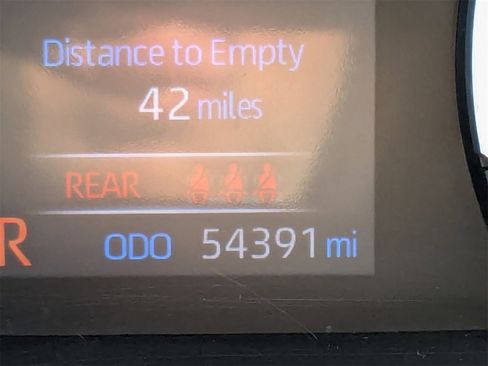 Distance to Empty
42 miles
REAR
R ODO 54391 mi